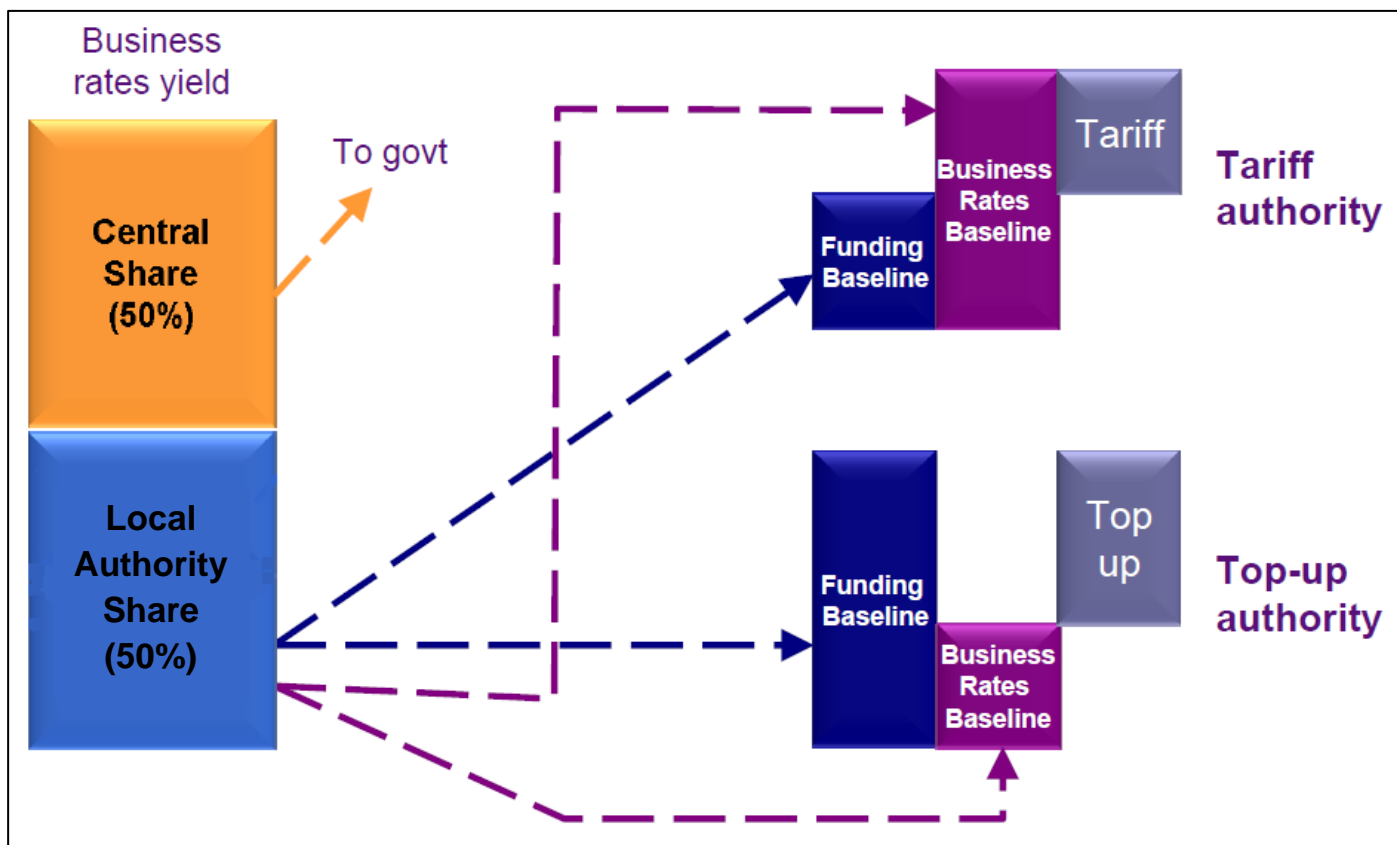 Business
rates yield
Central
Share
(50%)
To govt
Local
Authority
Share
(50%)
Funding
Baseline
Business
Rates
Baseline
Tariff
Tariff
authority
Funding
Baseline
Business
Rates
Baseline
Top
up
Top-up
authority